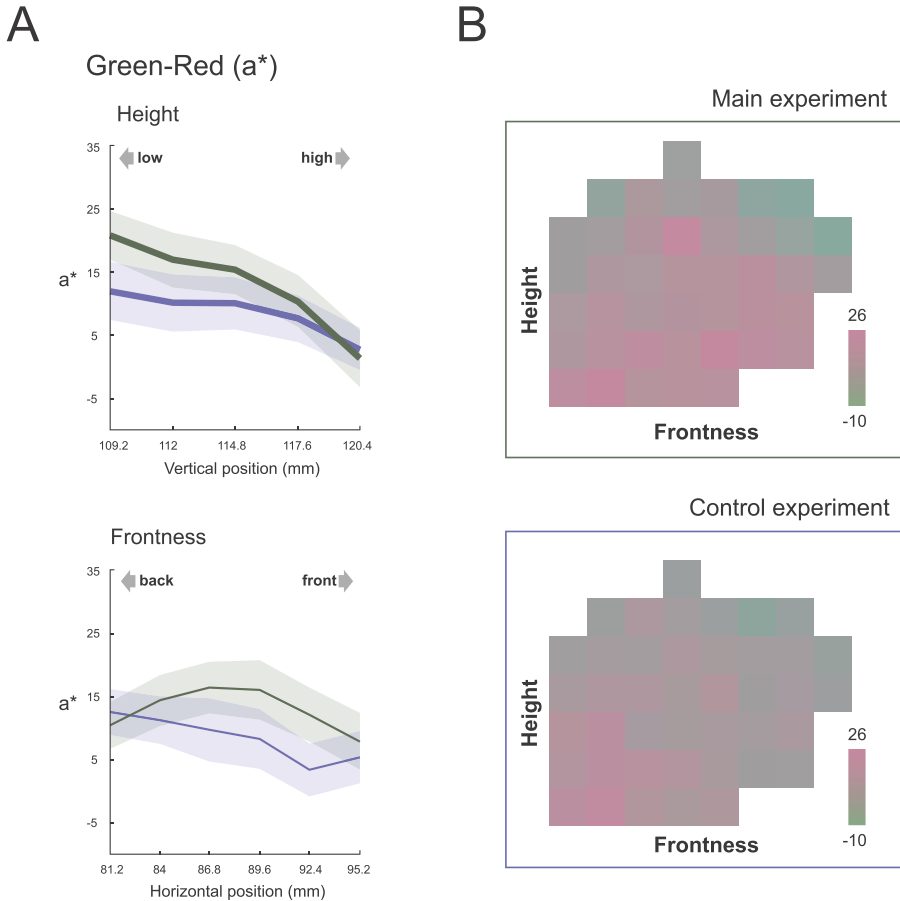 A
B
Green-Red (a*)
Height
low
high
35
25
15
5
-5
a*
109.2
112
114.8
117.6
120.4
Vertical position (mm)
Main experiment
Height
Frontness
26
-10
Frontness
back
front
35
25
15
5
-5
a*
81.2
84
86.8
89.6
92.4
95.2
Horizontal position (mm)
Control experiment
Height
Frontness
26
-10